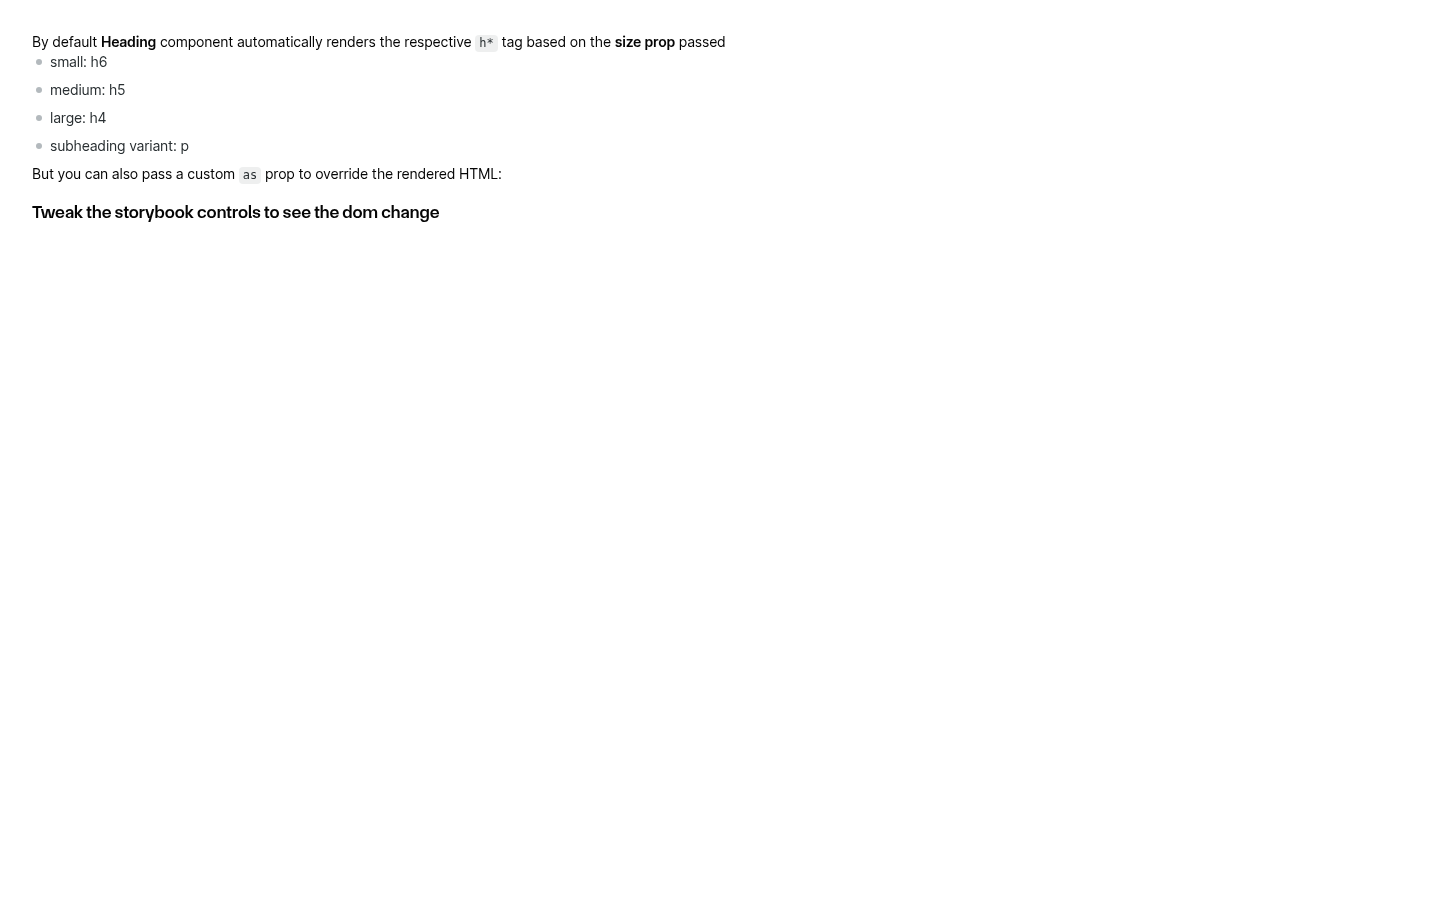 By default Heading component automatically renders the respective h* tag based on the size prop passed
small: h6
medium: h5
large: h4
subheading variant: p
But you can also pass a custom as prop to override the rendered HTML:
Tweak the storybook controls to see the dom change